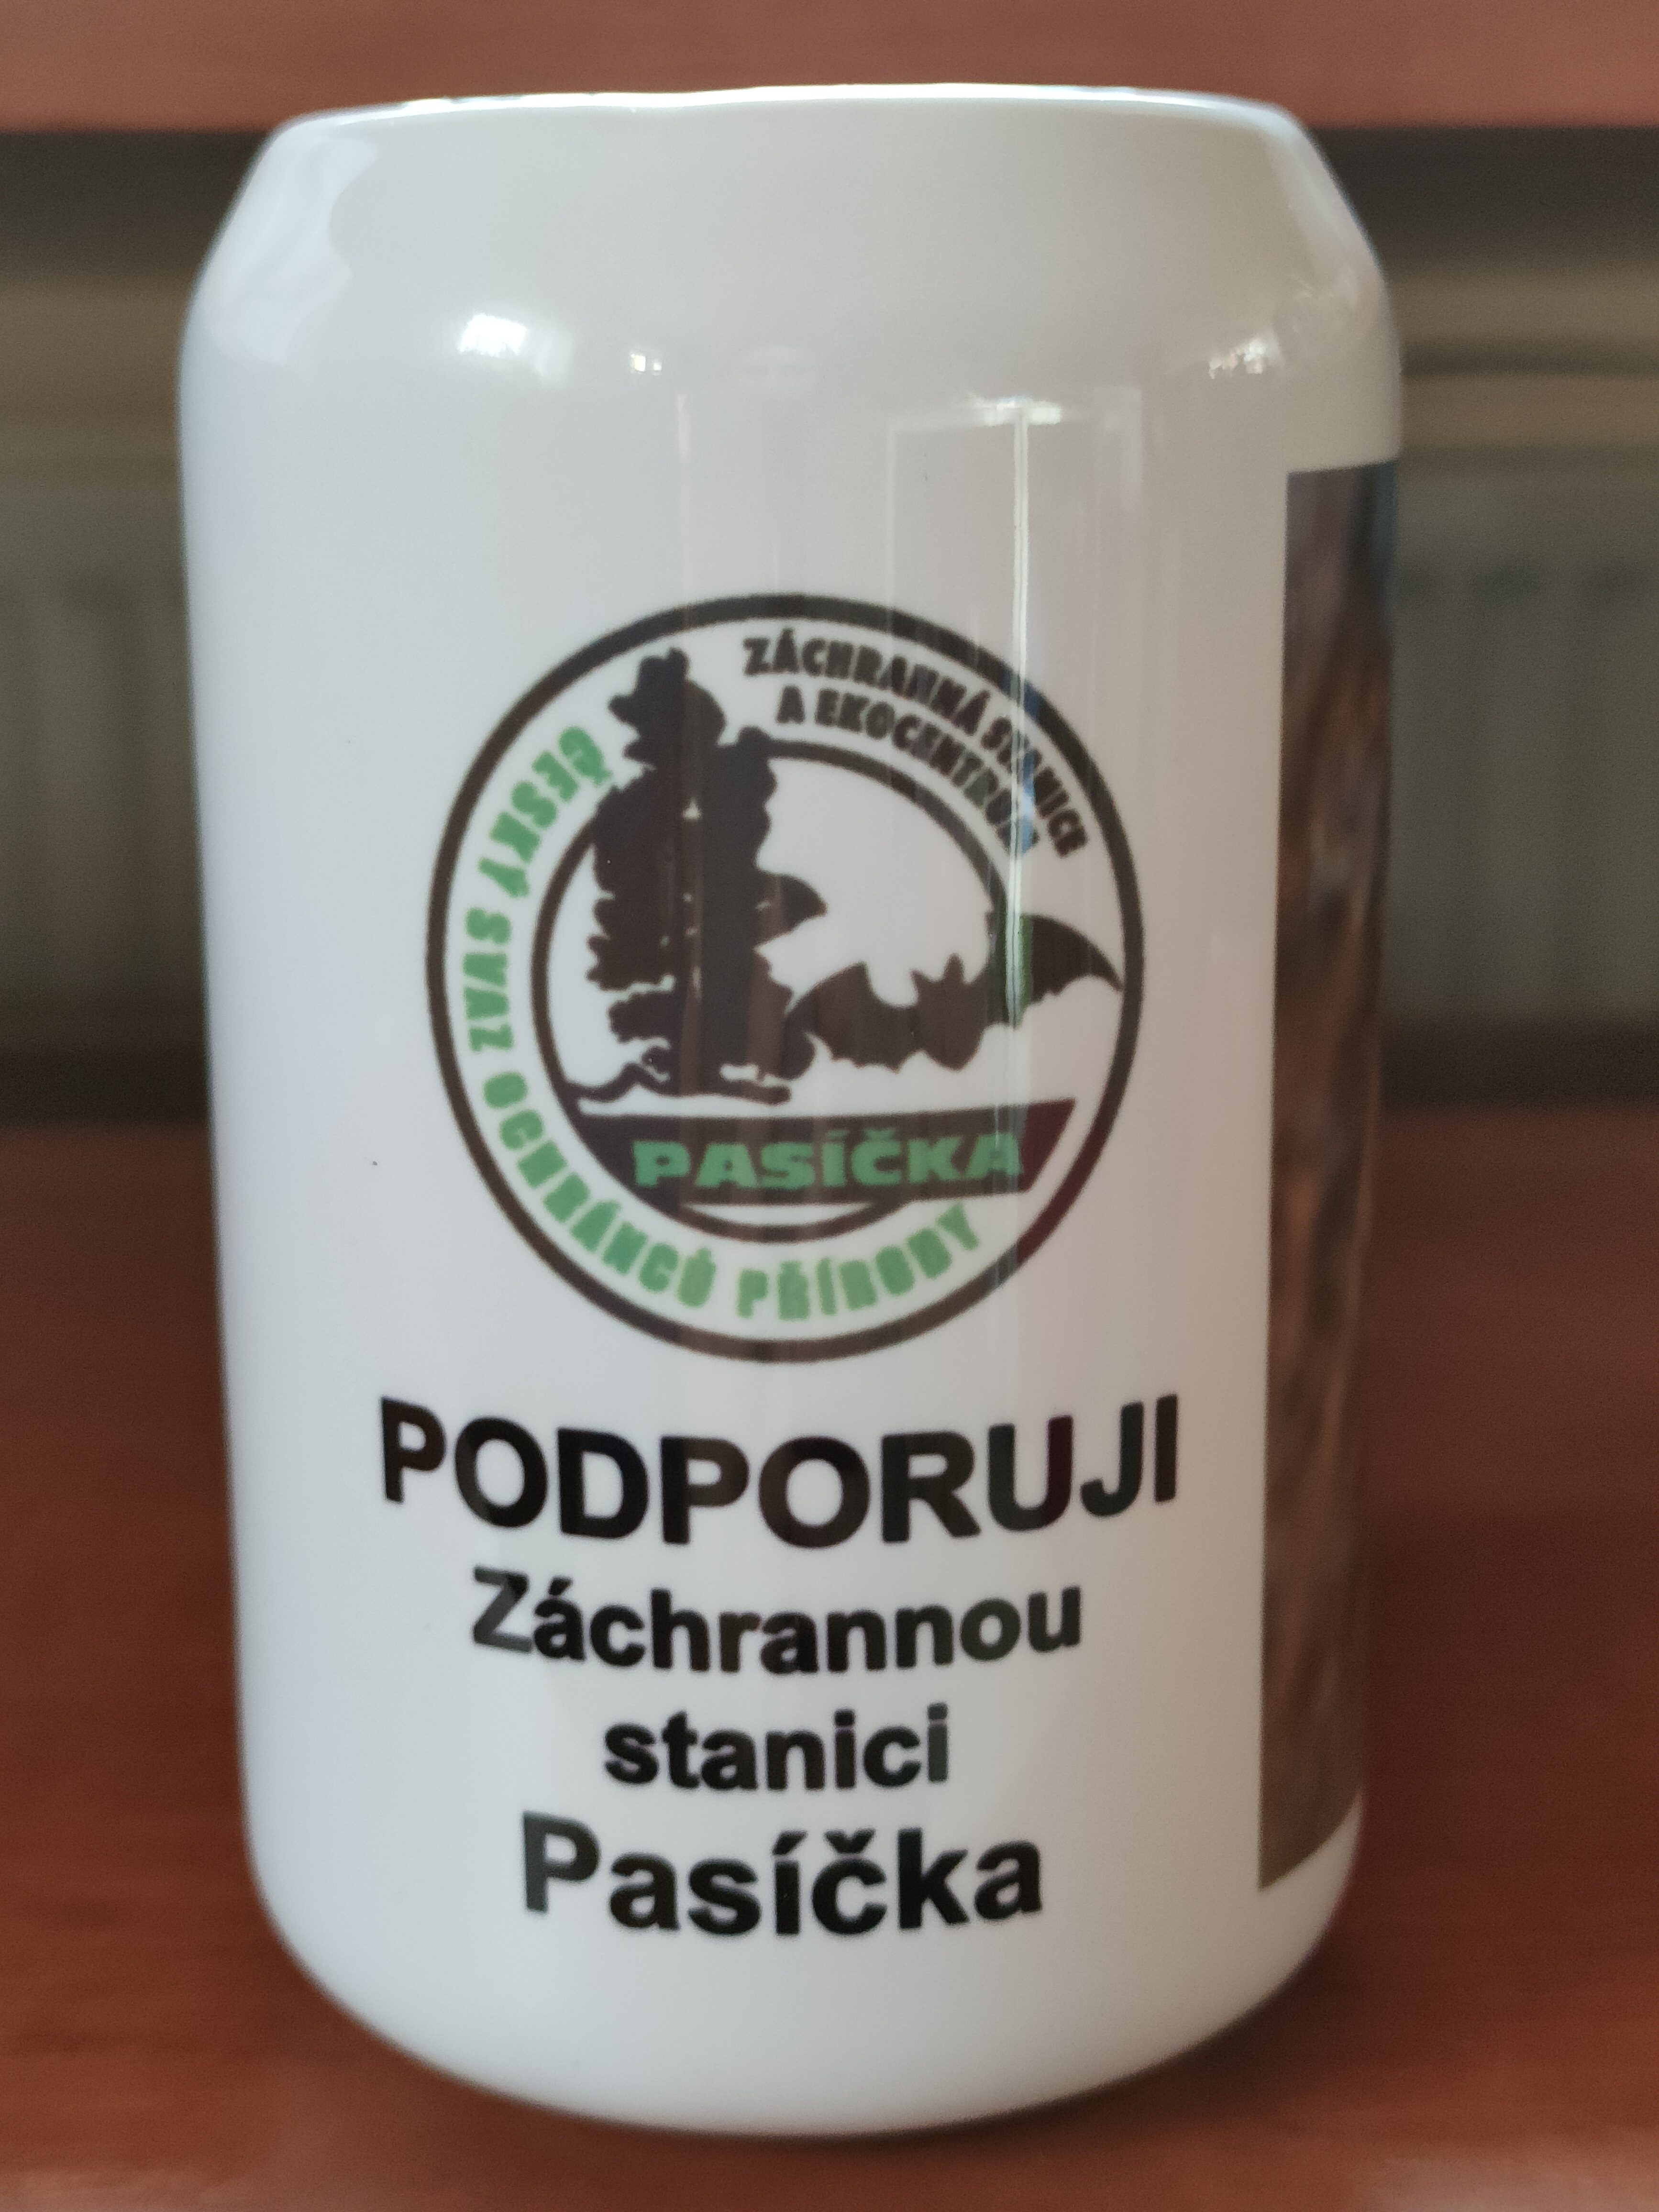 ZÁCHRANNÁ STANICE
A EKOCENTRUM
ČESKÝ SVAZ OCHRÁNCŮ PŘÍRODY
PASÍČKA
PODPORUJI
Záchrannou
stanici
Pasíčka